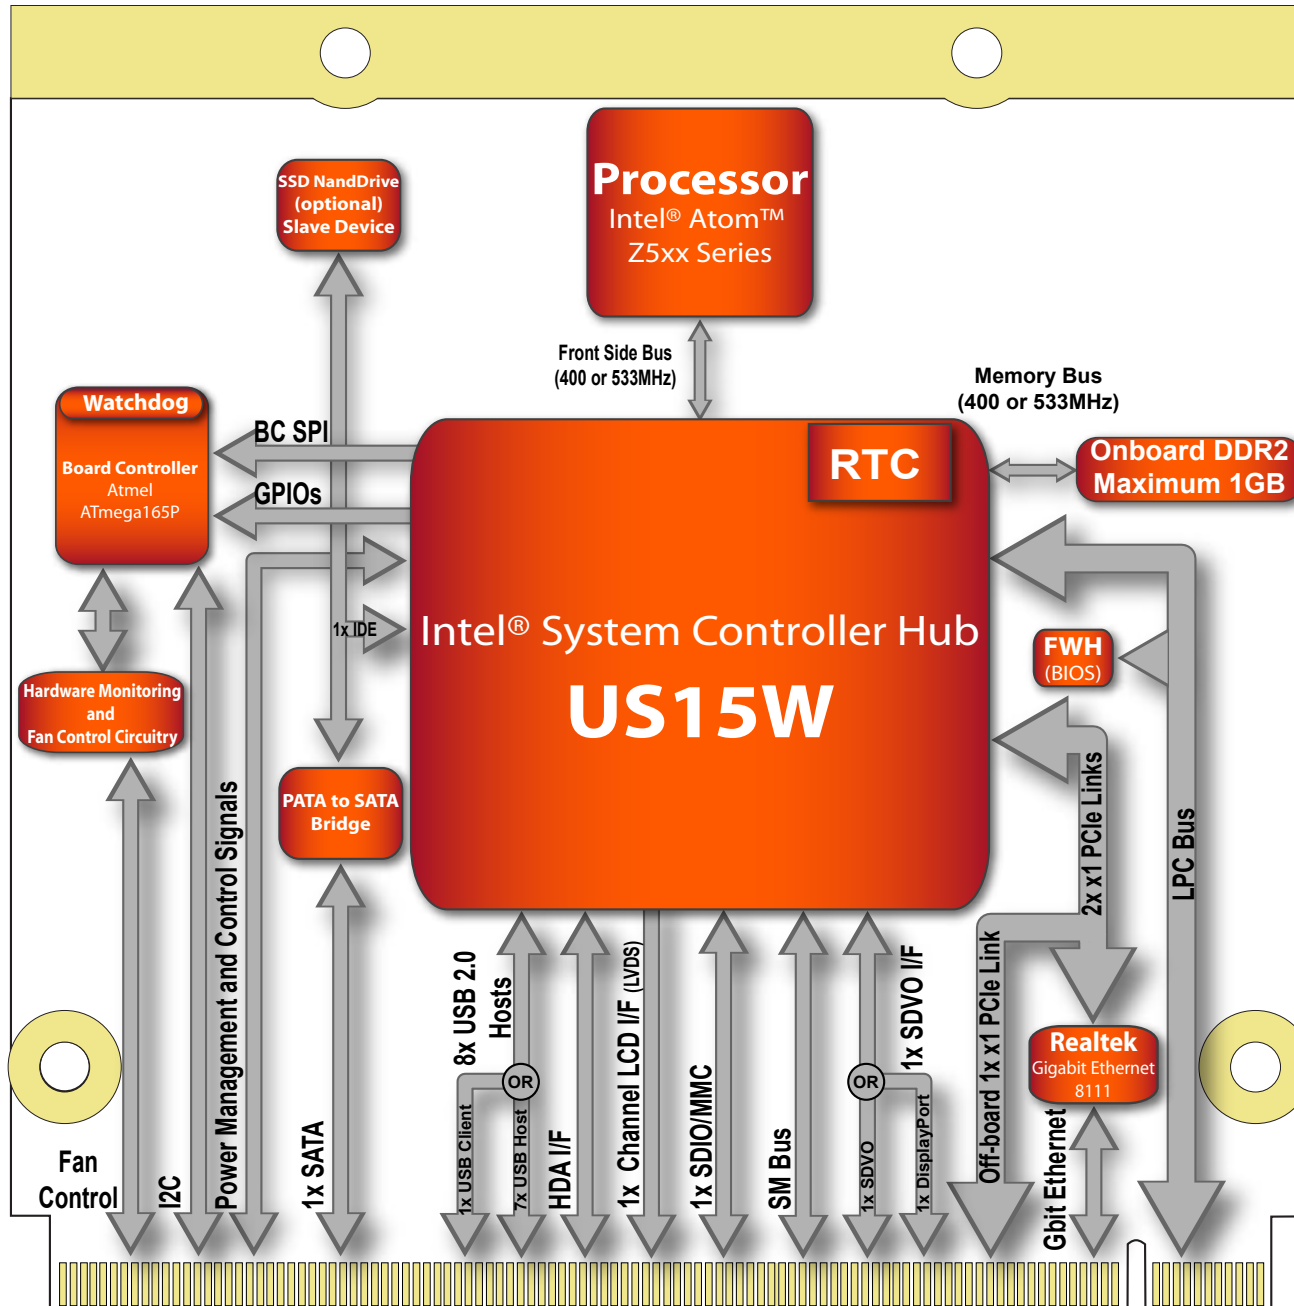 Processor
Intel® Atom™
Z5xx Series
SSD NandDrive
(optional)
Slave Device
Front Side Bus
(400 or 533MHz)
Memory Bus
(400 or 533MHz)
Watchdog
Board Controller
Atmel
ATmega165P
BC SPI
GPIOs
RTC
Onboard DDR2
Maximum 1GB
1x IDE
Intel® System Controller Hub
US15W
FWH
(BIOS)
Hardware Monitoring
and
Fan Control Circuitry
PATA to SATA
Bridge
Power Management and Control Signals
2x x1 PCIe Links
LPC Bus
8x USB 2.0
Hosts
1x Channel LCD I/F (LVDS)
1x SDVO I/F
Off-board 1x x1 PCIe Link
Realtek
Gigabit Ethernet
8111
OR
OR
Fan
Control
I2C
1x SATA
1x USB Client
7x USB Host
HDA I/F
1x SDIO/MMC
SM Bus
1x SDVO
1x DisplayPort
Gbit Ethernet